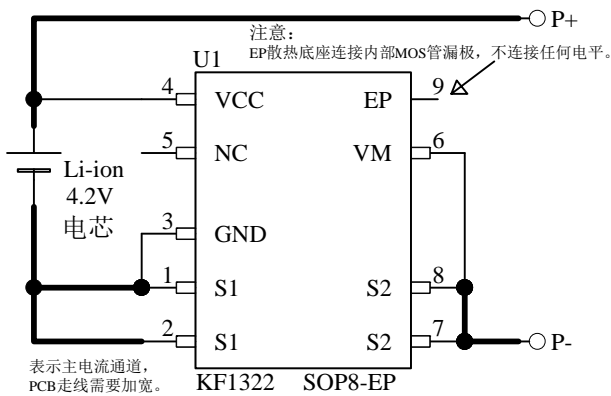 P+
注意：
EP散热底座连接内部MOS管漏极，不连接任何电平。
U1
4 VCC EP 9
5 NC VM 6
Li-ion
4.2V
电芯
3 GND
1 S1 S2 8
2 S1 S2 7 P-
表示主电流通道，
PCB走线需要加宽。
KF1322 SOP8-EP